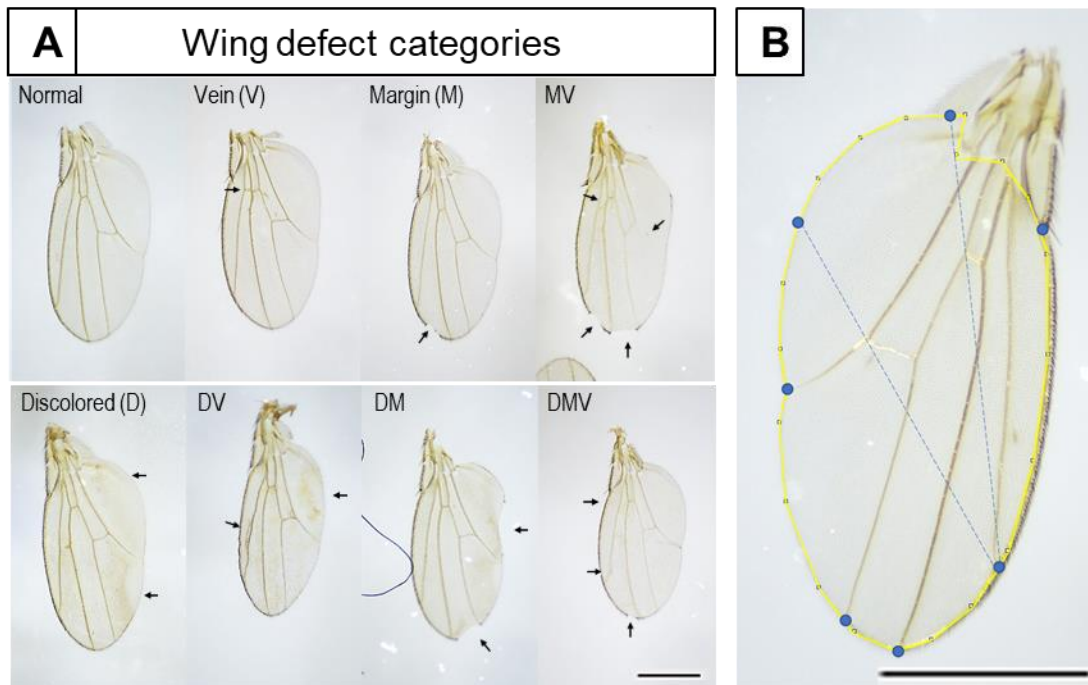 A Wing defect categories
B
Normal
Vein (V)
Margin (M)
MV
Discolored (D)
DV
DM
DMV